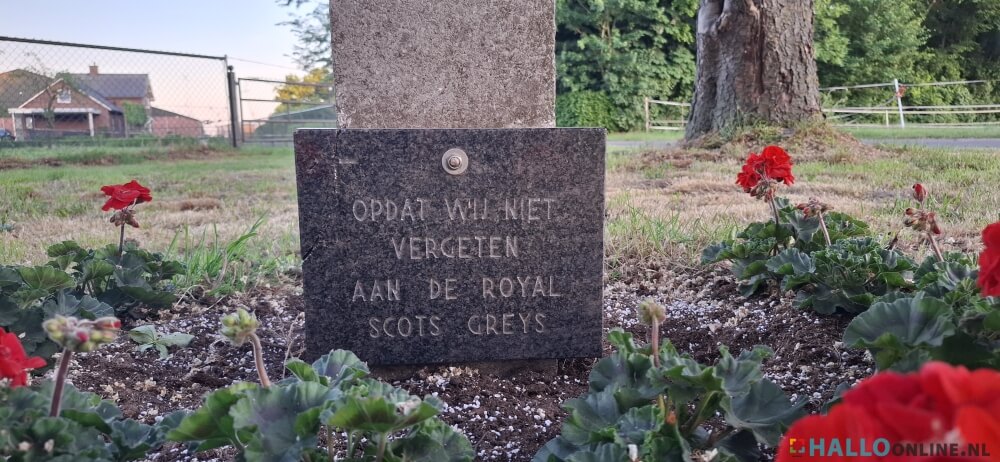 OPDAT WIJ NIET
VERGETEN
AAN DE ROYAL
SCOTS GREYS
HALLOONLINE.NL